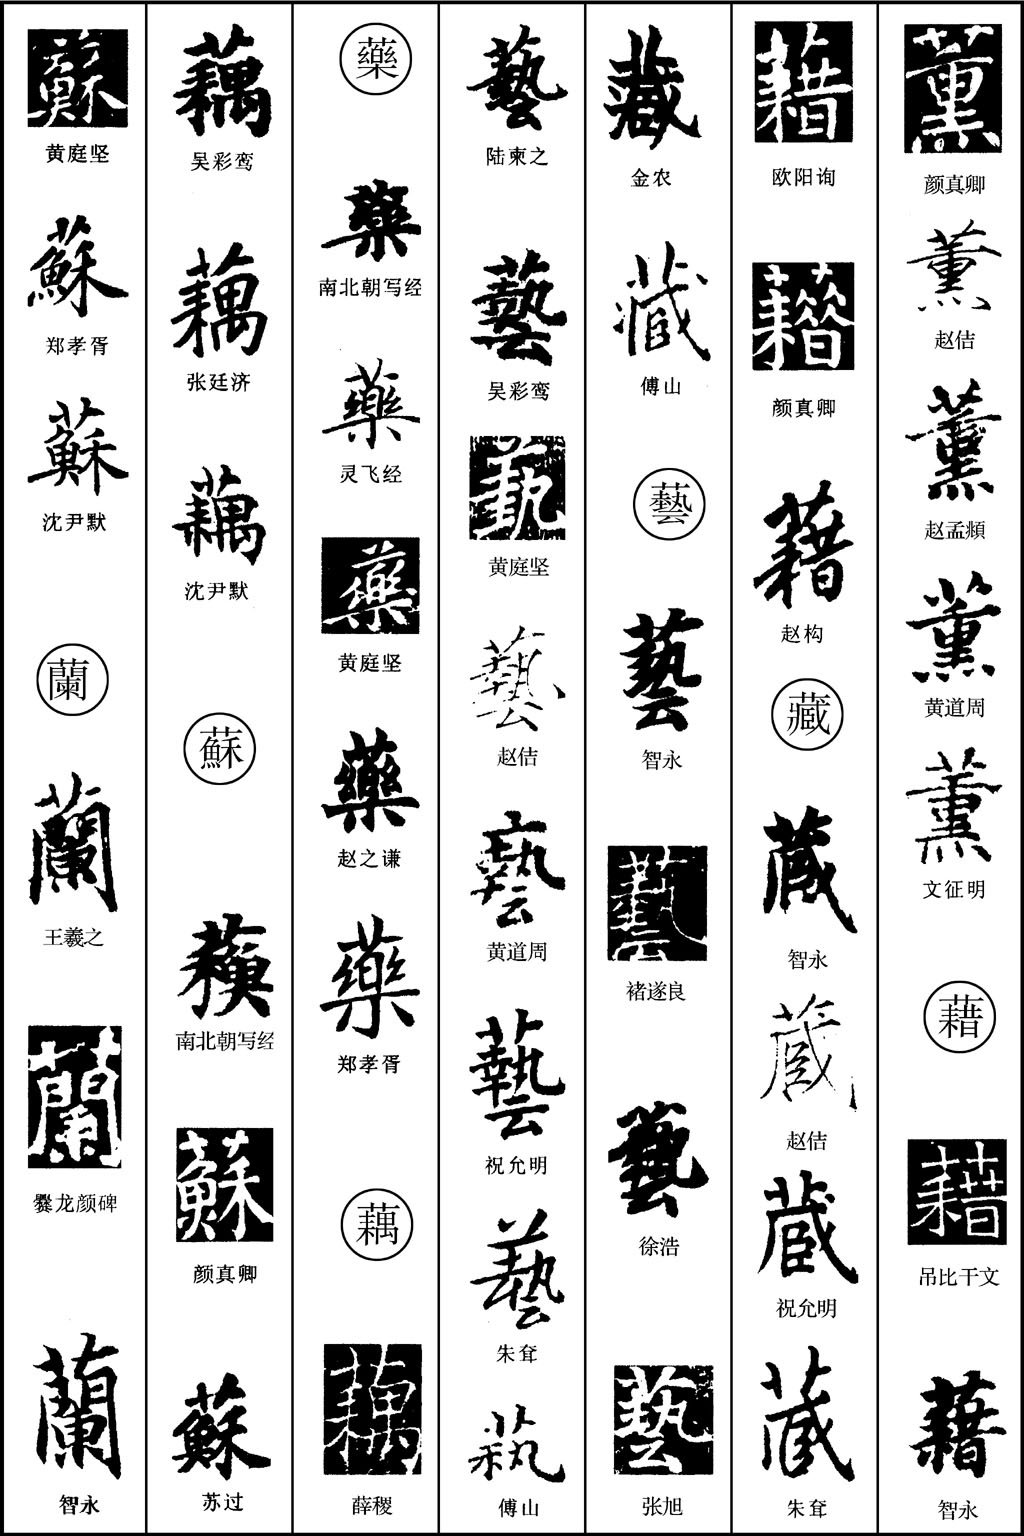 薰
颜真卿
薰
赵佶
薰
赵孟頫
薰
黄道周
薰
文征明
藉
藉
吊比干文
藉
智永
藉
欧阳询
藉
颜真卿
藉
赵构
藏
藏
智永
藏
赵佶
藏
祝允明
藏
朱耷
藏
金农
藏
傅山
藝
藝
智永
藝
褚遂良
藝
徐浩
藝
张旭
藝
陆柬之
藝
吴彩鸾
藝
黄庭坚
藝
赵佶
藝
黄道周
藝
祝允明
藝
朱耷
藝
傅山
藥
藥
南北朝写经
藥
灵飞经
藥
黄庭坚
藥
赵之谦
藥
郑孝胥
藕
藕
薛稷
藕
吴彩鸾
藕
张廷济
藕
沈尹默
蘇
蘇
南北朝写经
蘇
颜真卿
蘇
苏过
蘇
黄庭坚
蘇
郑孝胥
蘇
沈尹默
蘭
蘭
王羲之
蘭
爨龙颜碑
蘭
智永